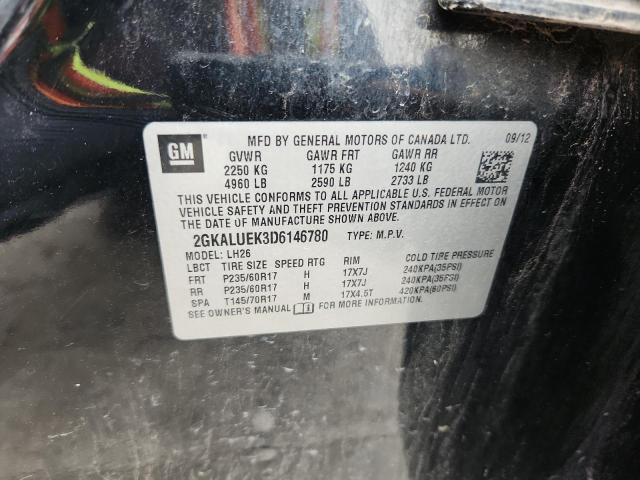 GM
MFD BY GENERAL MOTORS OF CANADA LTD. 09/12
GVWR GAWR FRT GAWR RR
2250 KG 1175 KG 1240 KG
4960 LB 2590 LB 2733 LB
THIS VEHICLE CONFORMS TO ALL APPLICABLE U.S. FEDERAL MOTOR
VEHICLE SAFETY AND THEFT PREVENTION STANDARDS IN EFFECT ON
THE DATE OF MANUFACTURE SHOWN ABOVE.
2GKALUEK3D6146780 TYPE: M.P.V.
MODEL: LH26
LBCT TIRE SIZE SPEED RTG RIM COLD TIRE PRESSURE
FRT P235/60R17 H 17X7J 240KPA(35PSI)
RR P235/60R17 H 17X7J 240KPA(35PSI)
SPA T145/70R17 M 17X4.5T 420KPA(60PSI)
SEE OWNER'S MANUAL FOR MORE INFORMATION.